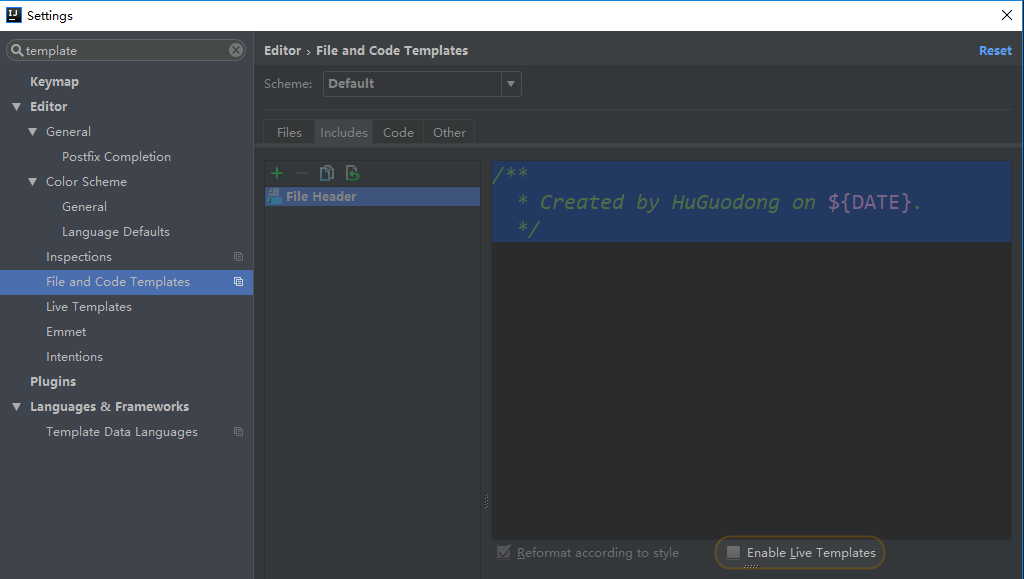 IJ Settings
template
Keymap
Editor
General
Postfix Completion
Color Scheme
General
Language Defaults
Inspections
File and Code Templates
Live Templates
Emmet
Intentions
Plugins
Languages & Frameworks
Template Data Languages
Editor › File and Code Templates
Reset
Scheme: Default
Files Includes Code Other
File Header
/**
* Created by HuGuodong on ${DATE}.
*/
Reformat according to style Enable Live Templates